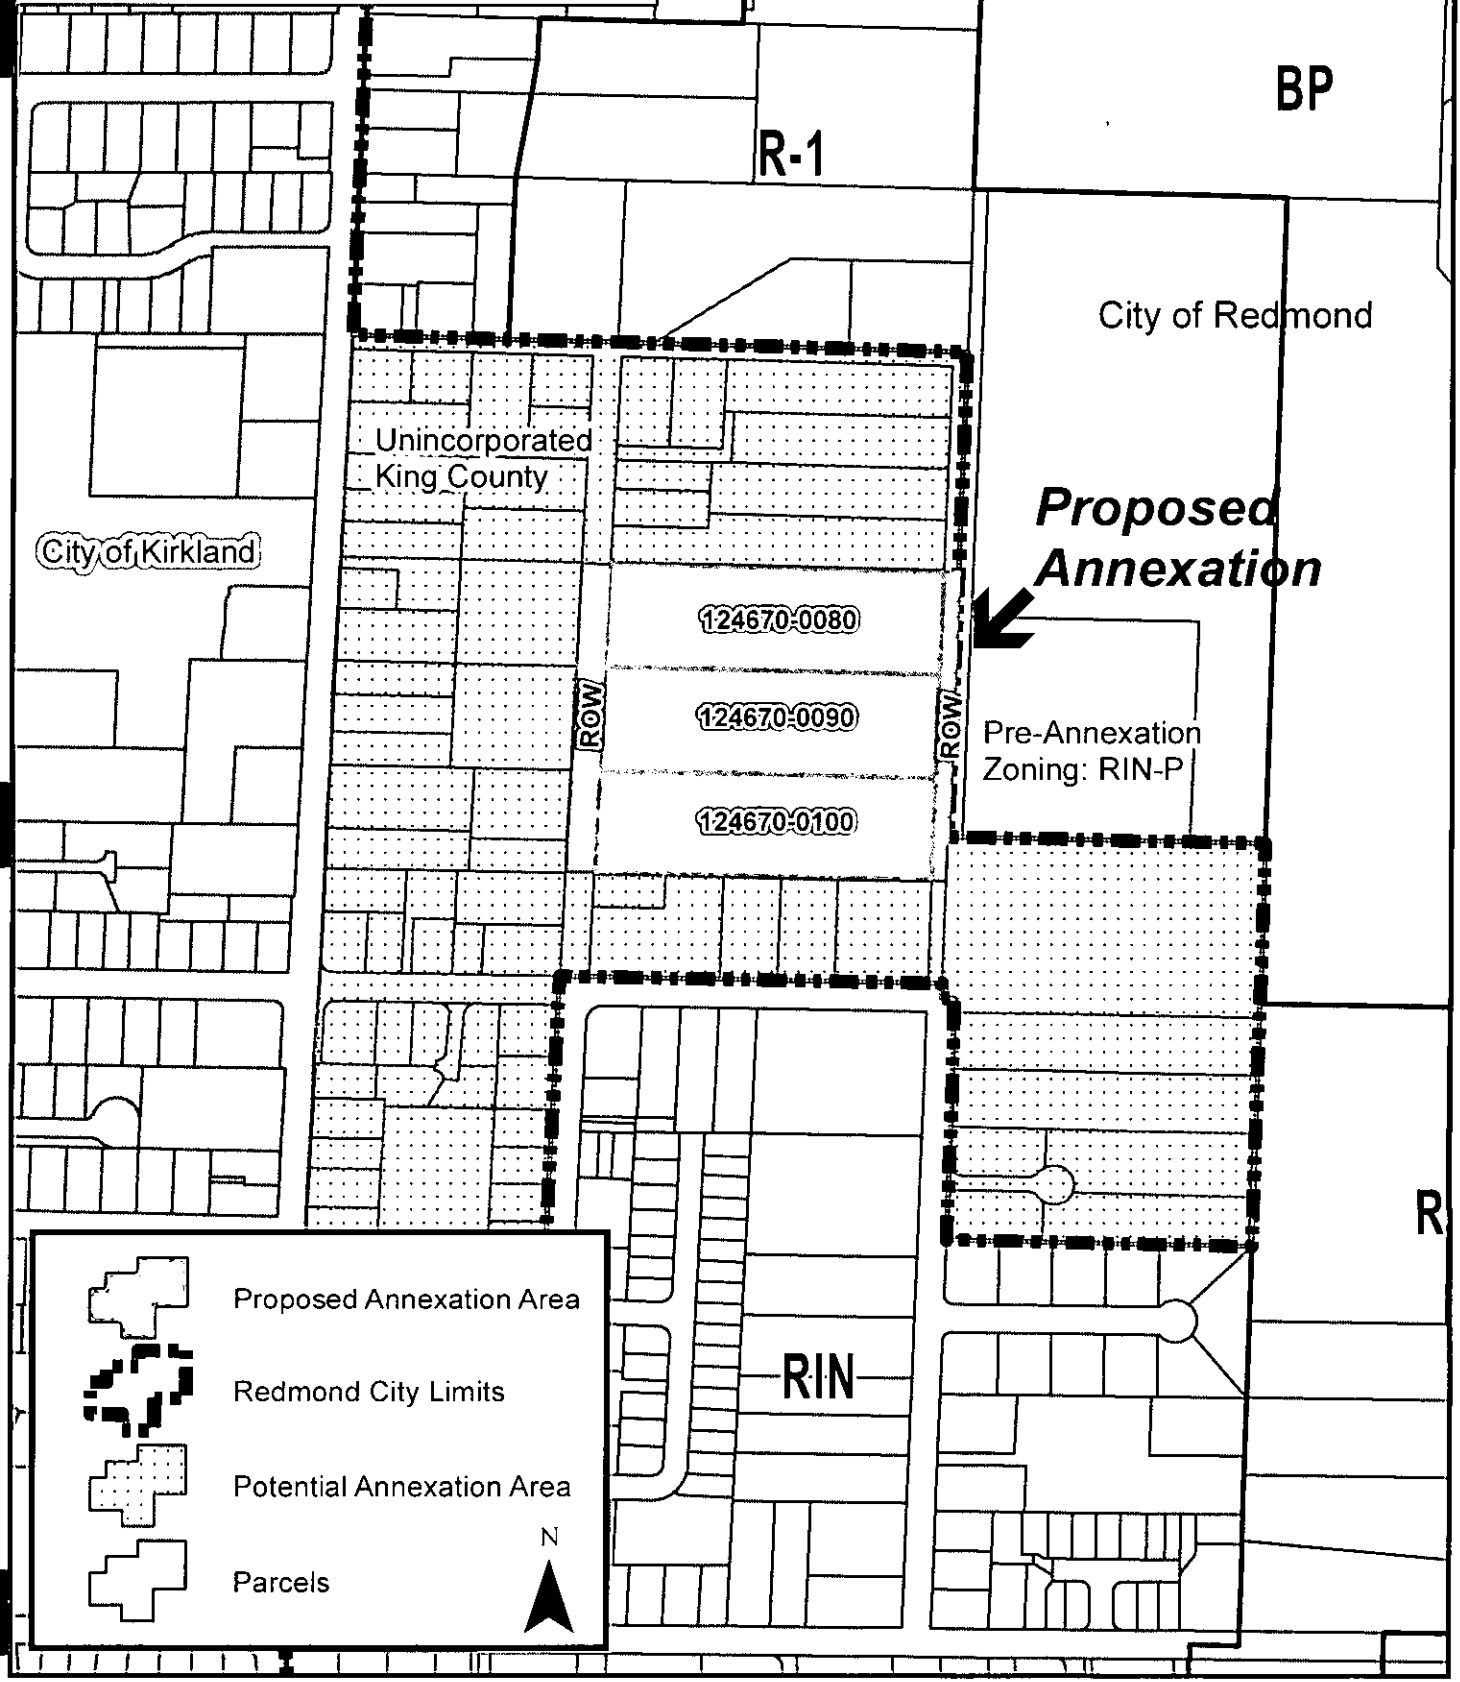 BP
R-1
City of Redmond
Unincorporated
King County
Proposed
Annexation
City of Kirkland
124670-0080
ROW
124670-0090
ROW
Pre-Annexation
Zoning: RIN-P
124670-0100
R
RIN
Proposed Annexation Area
Redmond City Limits
Potential Annexation Area
N
Parcels